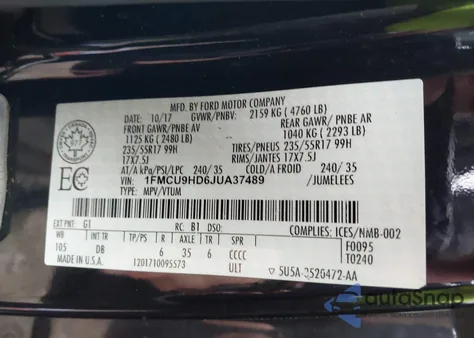 MFD. BY FORD MOTOR COMPANY
DATE: 10/17 GVWR/PNBV: 2159 KG (4760 LB)
FRONT GAWR/PNBE AV REAR GAWR/PNBE AR
1125 KG (2480 LB) 1040 KG (2293 LB)
235/55R17 99H TIRES/PNEUS 235/55R17 99H
17X7.5J RIMS/JANTES 17X7.5J
AT/A kPa/PSI/LPC 240/35 COLD/A FROID 240/35
VIN: 1FMCU9HD6JUA37489 /JUMELEES
TYPE: MPV/VTUM
EC
COMPLIANCE: ICES/NMB-002
EXT PNT: G1 RC: B1 DSO: F0095
WB INT TR TP/PS R AXLE TR SPR T0240
105 DB 6 35 6 CCCC
MADE IN U.S.A. 1201710095573 ULT 5U5A-3520472-AA
autoSnap